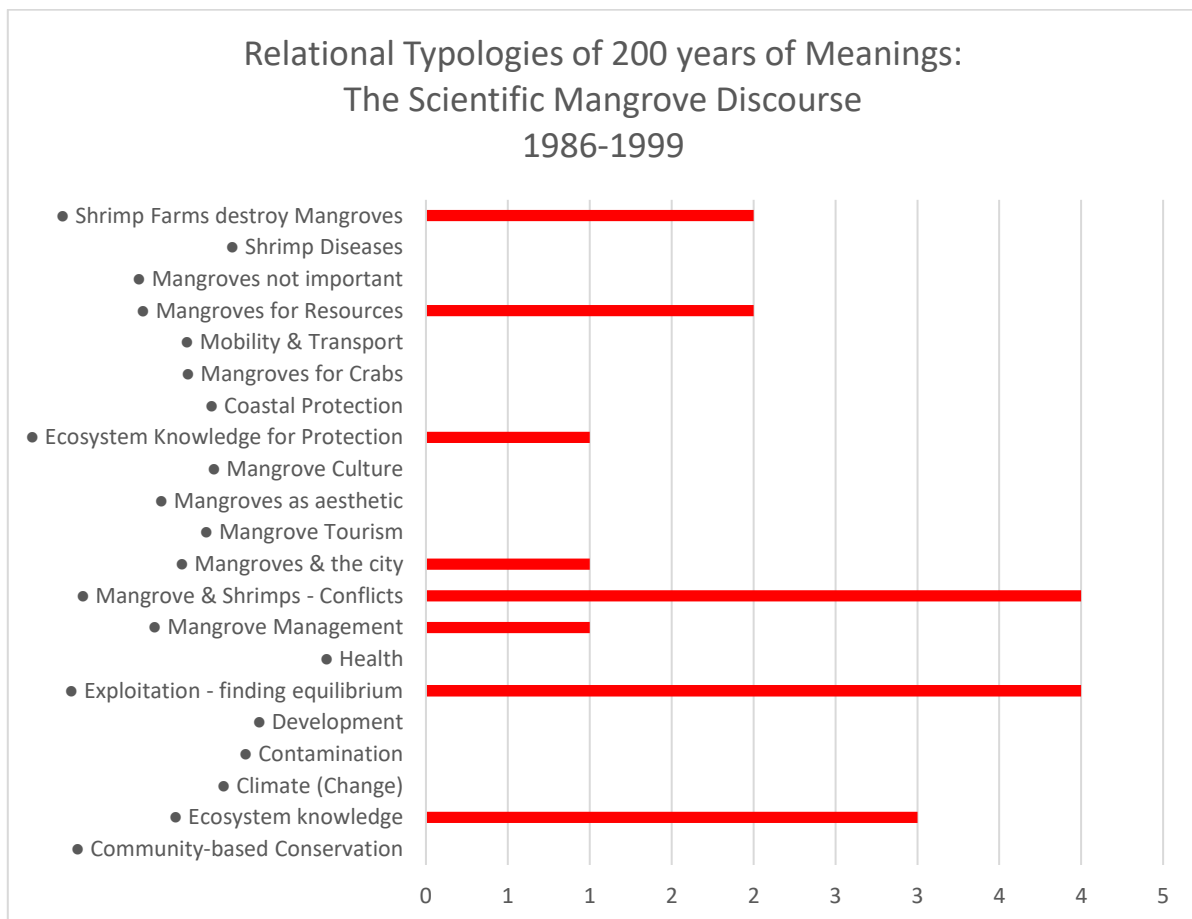 Relational Typologies of 200 years of Meanings:
The Scientific Mangrove Discourse
1986-1999
● Shrimp Farms destroy Mangroves
● Shrimp Diseases
● Mangroves not important
● Mangroves for Resources
● Mobility & Transport
● Mangroves for Crabs
● Coastal Protection
● Ecosystem Knowledge for Protection
● Mangrove Culture
● Mangroves as aesthetic
● Mangrove Tourism
● Mangroves & the city
● Mangrove & Shrimps - Conflicts
● Mangrove Management
● Health
● Exploitation - finding equilibrium
● Development
● Contamination
● Climate (Change)
● Ecosystem knowledge
● Community-based Conservation
0 1 1 2 2 3 3 4 4 5